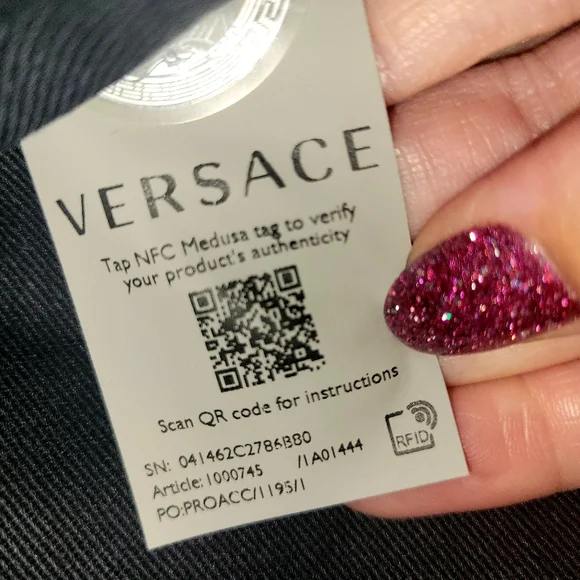 VERSACE
Tap NFC Medusa tag to verify
your product's authenticity
Scan QR code for instructions
RFID
SN: 041462C2786B80
Article: 1000745 /1A01444
PO:PROACC/1195/1